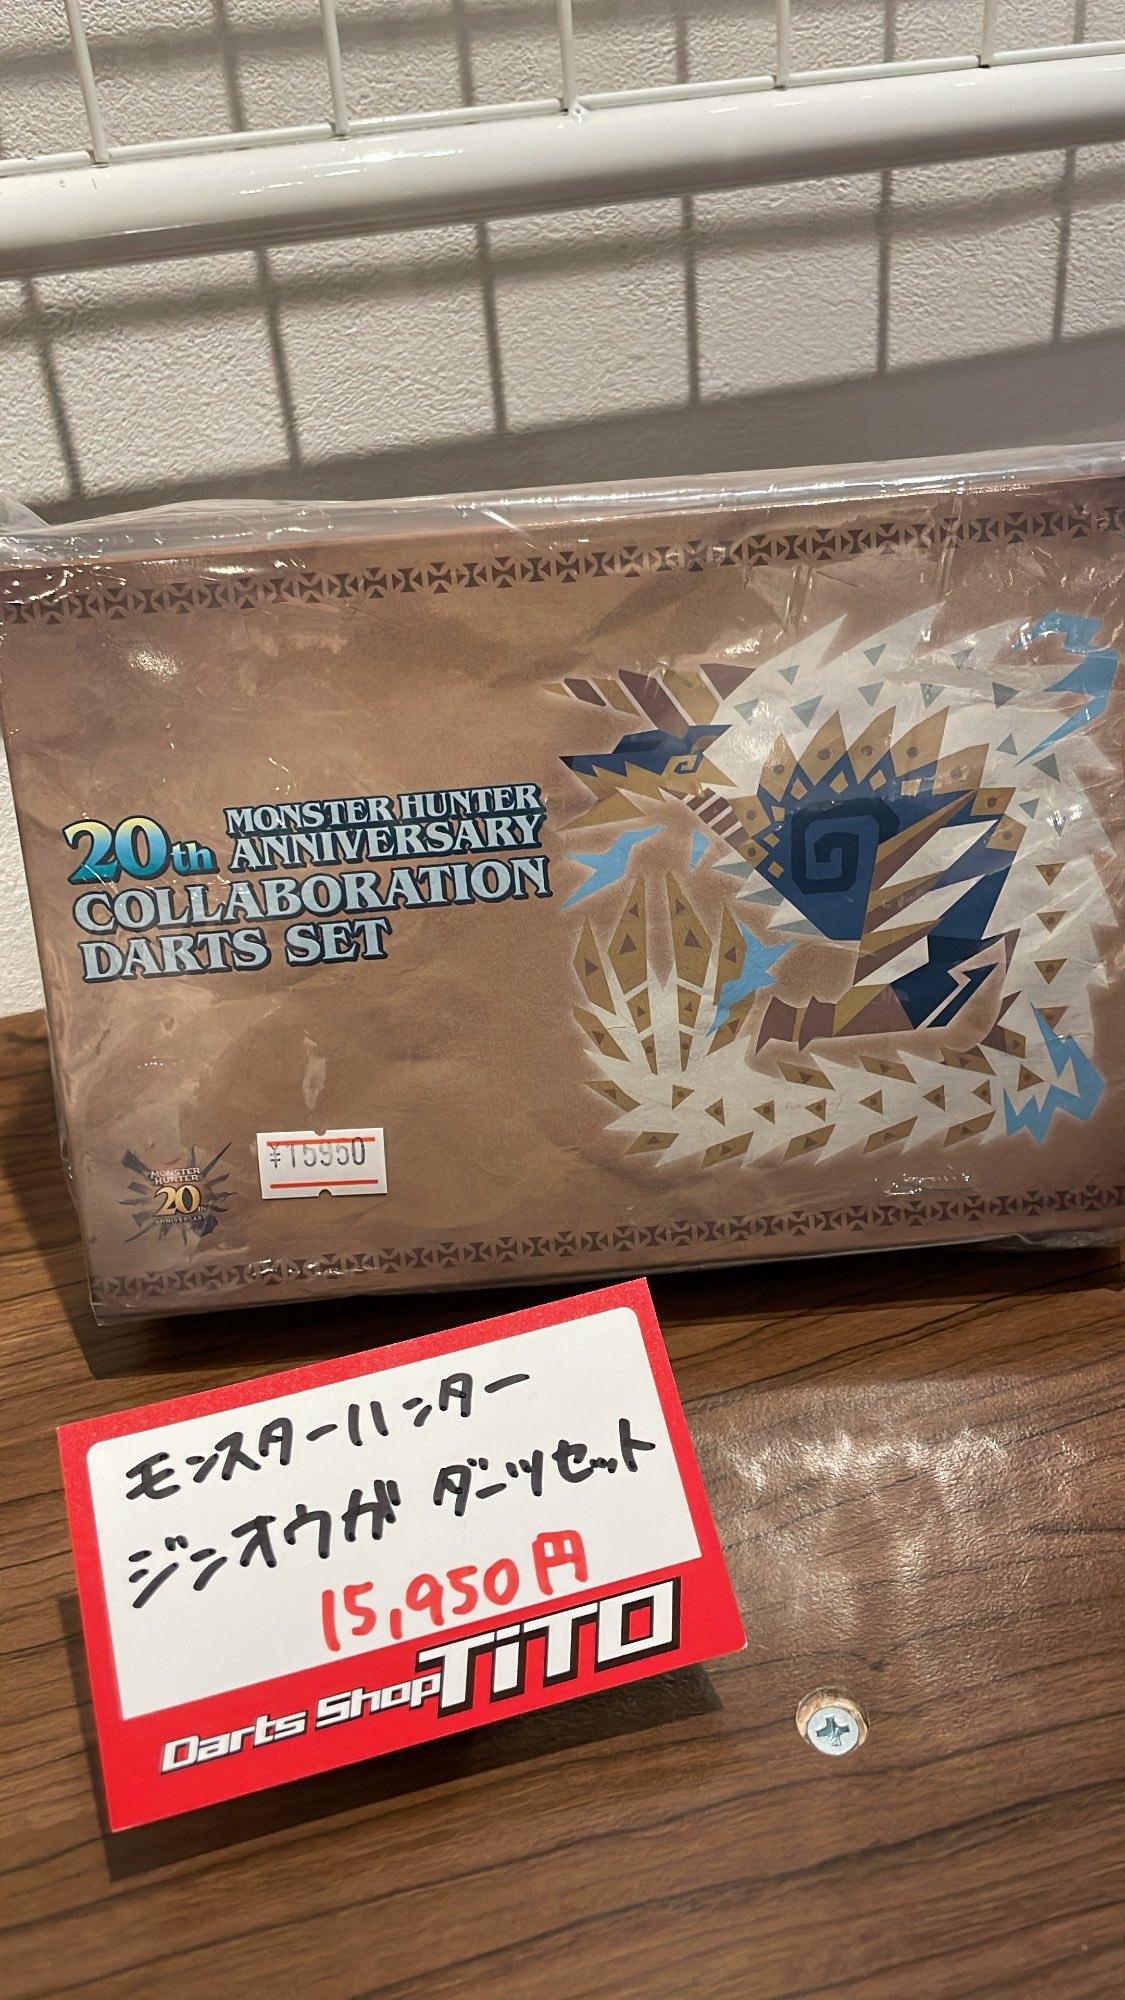 20th MONSTER HUNTER
ANNIVERSARY
COLLABORATION
DARTS SET
MONSTER
HUNTER
20th
ANNIVERSARY
¥15950
モンスターハンター
ジンオウガ ダーツセット
15,950円
Darts Shop TiTO